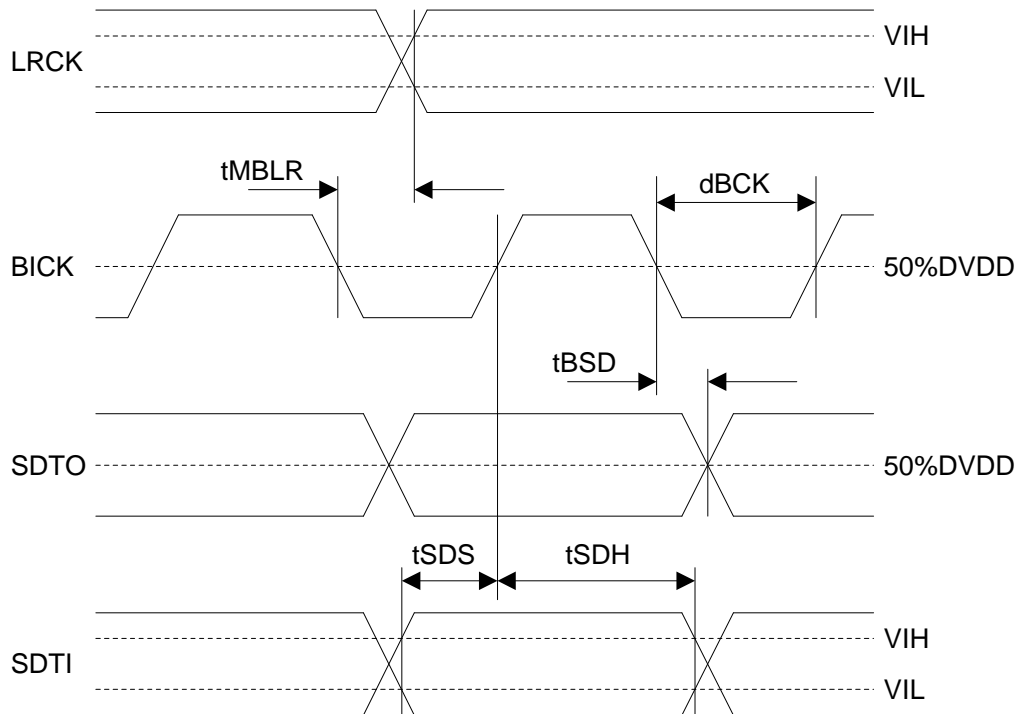 LRCK
VIH
VIL
tMBLR
dBCK
BICK
50%DVDD
tBSD
SDTO
50%DVDD
tSDS
tSDH
SDTI
VIH
VIL